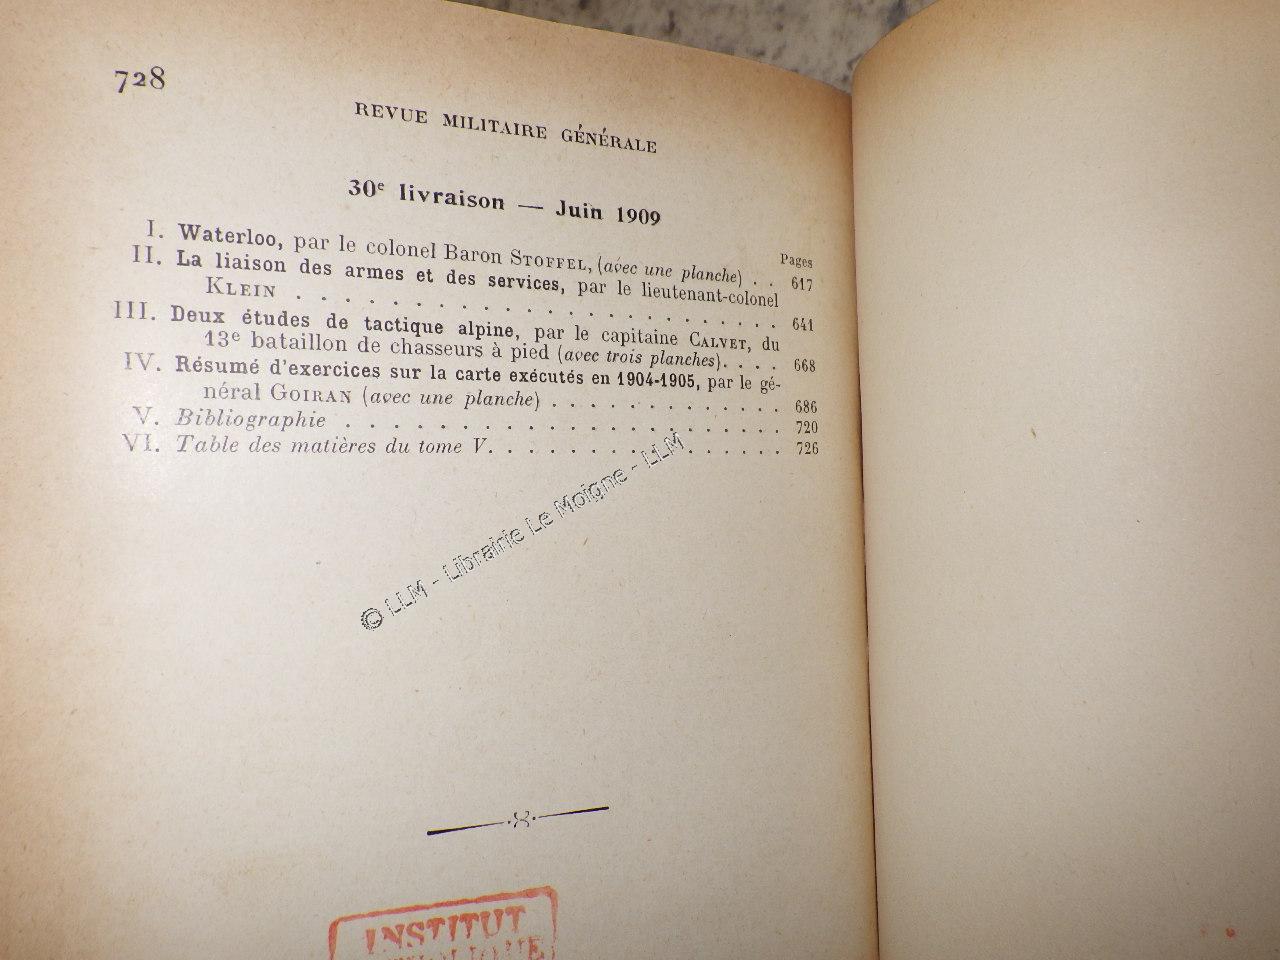 728
REVUE MILITAIRE GÉNÉRALE
30e livraison — Juin 1909
Pages
I. Waterloo, par le colonel Baron STOFFEL, (avec une planche) . . 617
II. La liaison des armes et des services, par le lieutenant-colonel
KLEIN . . . . . . . . . . . . . . . . . . . . 641
III. Deux études de tactique alpine, par le capitaine CALVET, du
13e bataillon de chasseurs à pied (avec trois planches). . . . 668
IV. Résumé d'exercices sur la carte exécutés en 1904-1905, par le gé-
néral GOIRAN (avec une planche) . . . . . . . . . . . . . 686
V. Bibliographie . . . . . . . . . . . . . . . . . . . . 720
VI. Table des matières du tome V. . . . . . . . . . . . . . . . 726
© LLM - Librairie Le Moigne - LLM
INSTITUT